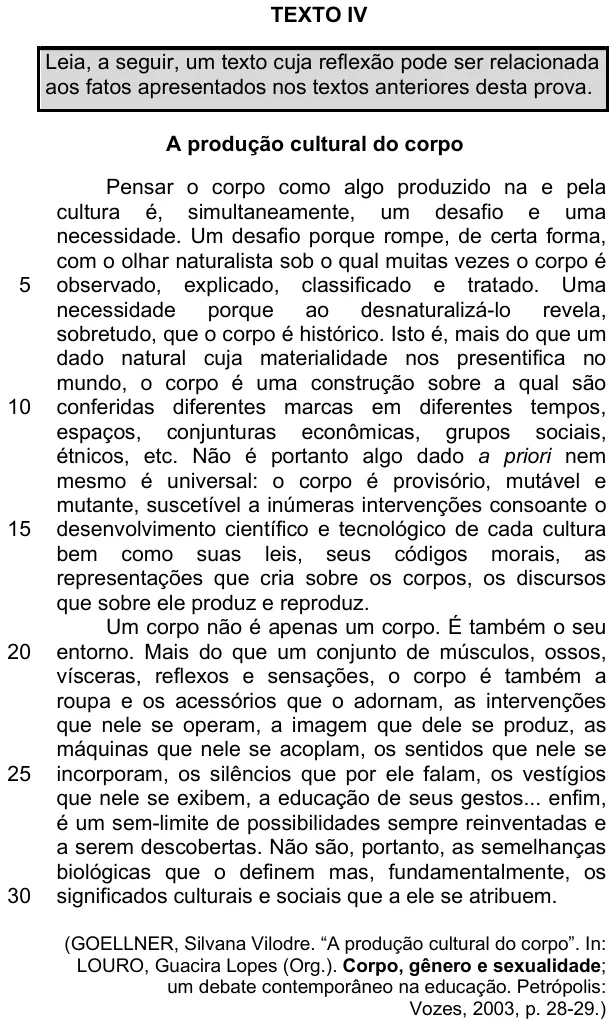 TEXTO IV
Leia, a seguir, um texto cuja reflexão pode ser relacionada
aos fatos apresentados nos textos anteriores desta prova.
A produção cultural do corpo
Pensar o corpo como algo produzido na e pela
cultura é, simultaneamente, um desafio e uma
necessidade. Um desafio porque rompe, de certa forma,
com o olhar naturalista sob o qual muitas vezes o corpo é
5 observado, explicado, classificado e tratado. Uma
necessidade porque ao desnaturalizá-lo revela,
sobretudo, que o corpo é histórico. Isto é, mais do que um
dado natural cuja materialidade nos presentifica no
mundo, o corpo é uma construção sobre a qual são
10 conferidas diferentes marcas em diferentes tempos,
espaços, conjunturas econômicas, grupos sociais,
étnicos, etc. Não é portanto algo dado a priori nem
mesmo é universal: o corpo é provisório, mutável e
mutante, suscetível a inúmeras intervenções consoante o
15 desenvolvimento científico e tecnológico de cada cultura
bem como suas leis, seus códigos morais, as
representações que cria sobre os corpos, os discursos
que sobre ele produz e reproduz.
Um corpo não é apenas um corpo. É também o seu
20 entorno. Mais do que um conjunto de músculos, ossos,
vísceras, reflexos e sensações, o corpo é também a
roupa e os acessórios que o adornam, as intervenções
que nele se operam, a imagem que dele se produz, as
máquinas que nele se acoplam, os sentidos que nele se
25 incorporam, os silêncios que por ele falam, os vestígios
que nele se exibem, a educação de seus gestos... enfim,
é um sem-limite de possibilidades sempre reinventadas e
a serem descobertas. Não são, portanto, as semelhanças
biológicas que o definem mas, fundamentalmente, os
30 significados culturais e sociais que a ele se atribuem.
(GOELLNER, Silvana Vilodre. “A produção cultural do corpo”. In:
LOURO, Guacira Lopes (Org.). Corpo, gênero e sexualidade;
um debate contemporâneo na educação. Petrópolis:
Vozes, 2003, p. 28-29.)